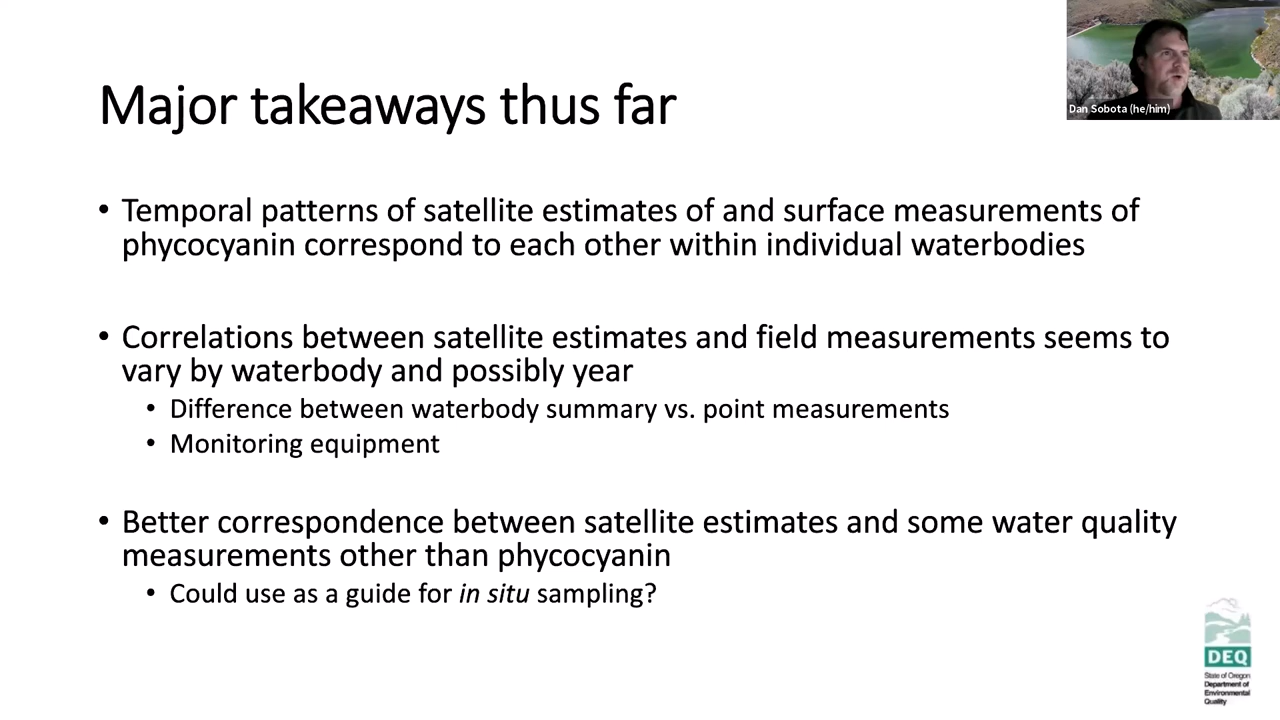 Major takeaways thus far
Dan Sobota (he/him)
• Temporal patterns of satellite estimates of and surface measurements of
phycocyanin correspond to each other within individual waterbodies
• Correlations between satellite estimates and field measurements seems to
vary by waterbody and possibly year
• Difference between waterbody summary vs. point measurements
• Monitoring equipment
• Better correspondence between satellite estimates and some water quality
measurements other than phycocyanin
• Could use as a guide for in situ sampling?
DEQ
State of Oregon
Department of
Environmental
Quality